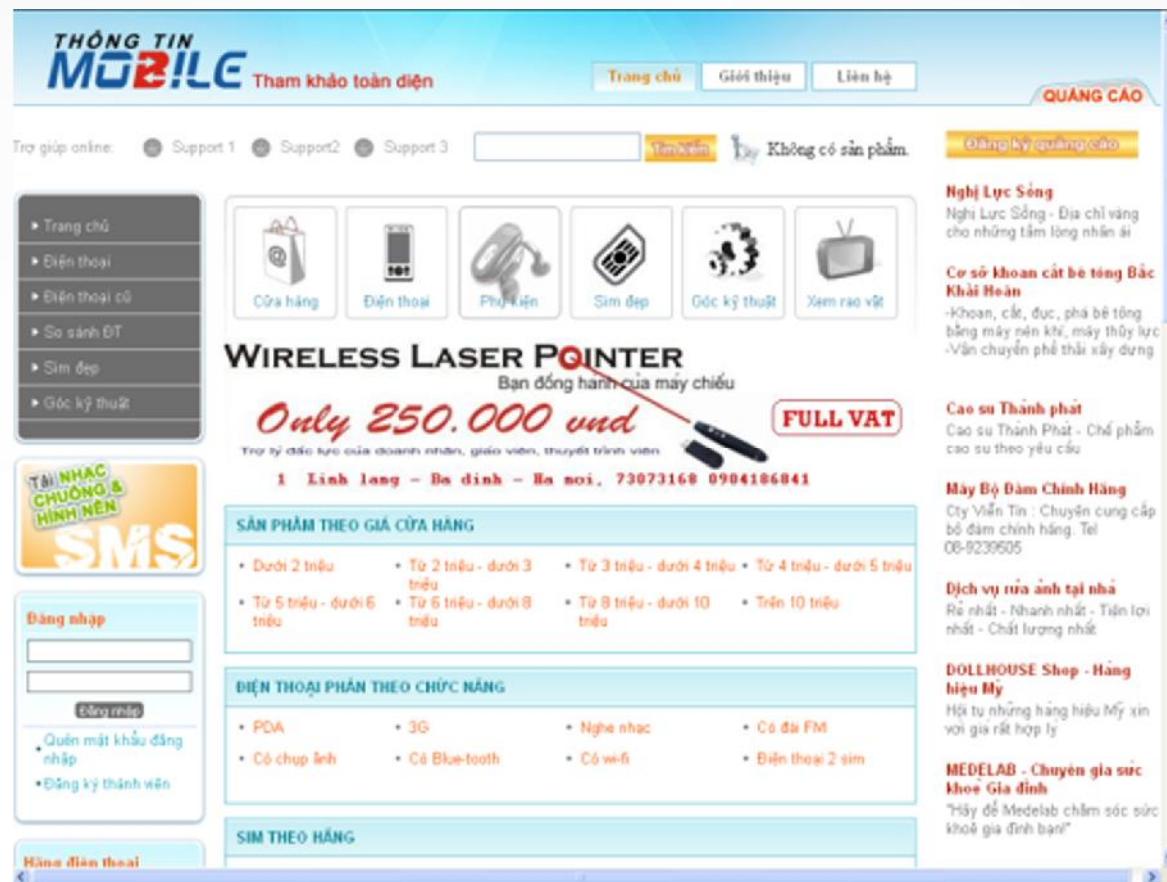 THÔNG TIN
MOBILE Tham khảo toàn diện
Trang chủ
Giới thiệu
Liên hệ
QUẢNG CÁO
Trợ giúp online:
Support 1
Support2
Support 3
Tìm kiếm
Không có sản phẩm.
Đăng ký quảng cáo
Trang chủ
Điện thoại
Điện thoại cũ
So sánh ĐT
Sim đẹp
Góc kỹ thuật
Tải NHẠC
CHUÔNG &
HÌNH NỀN
SMS
Đăng nhập
Đăng nhập
Quên mật khẩu đăng
nhập
Đăng ký thành viên
Hãng điện thoại
Cửa hàng
Điện thoại
Phụ kiện
Sim đẹp
Góc kỹ thuật
Xem rao vặt
WIRELESS LASER POINTER
Bạn đồng hành của máy chiếu
Only 250.000 vnd
FULL VAT
Trợ lý đắc lực của doanh nhân, giáo viên, thuyết trình viên
1 Linh lang - Ba dinh - Ha noi, 73073168 0904186841
SẢN PHẨM THEO GIÁ CỬA HÀNG
Dưới 2 triệu
Từ 2 triệu - dưới 3
triệu
Từ 3 triệu - dưới 4 triệu
Từ 4 triệu - dưới 5 triệu
Từ 5 triệu - dưới 6
triệu
Từ 6 triệu - dưới 8
triệu
Từ 8 triệu - dưới 10
triệu
Trên 10 triệu
ĐIỆN THOẠI PHÂN THEO CHỨC NĂNG
PDA
3G
Nghe nhạc
Có đài FM
Có chụp ảnh
Có Blue-tooth
Có wi-fi
Điện thoại 2 sim
SIM THEO HÃNG
Nghị Lực Sống
Nghị Lực Sống - Địa chỉ vàng
cho những tấm lòng nhân ái
Cơ sở khoan cắt bê tông Bắc
Khải Hoàn
-Khoan, cắt, đục, phá bê tông
bằng máy nén khí, máy thủy lực
-Vận chuyển phế thải xây dựng
Cao su Thành phát
Cao su Thành Phát - Chế phẩm
cao su theo yêu cầu
Máy Bộ Đàm Chính Hãng
Cty Viễn Tin : Chuyên cung cấp
bộ đàm chính hãng. Tel
08-9239605
Dịch vụ rửa ảnh tại nhà
Rẻ nhất - Nhanh nhất - Tiện lợi
nhất - Chất lượng nhất
DOLLHOUSE Shop - Hàng
hiệu Mỹ
Hội tụ những hàng hiệu Mỹ xịn
với giá rất hợp lý
MEDELAB - Chuyên gia sức
khoẻ Gia đình
"Hãy để Medelab chăm sóc sức
khoẻ gia đình bạn!"